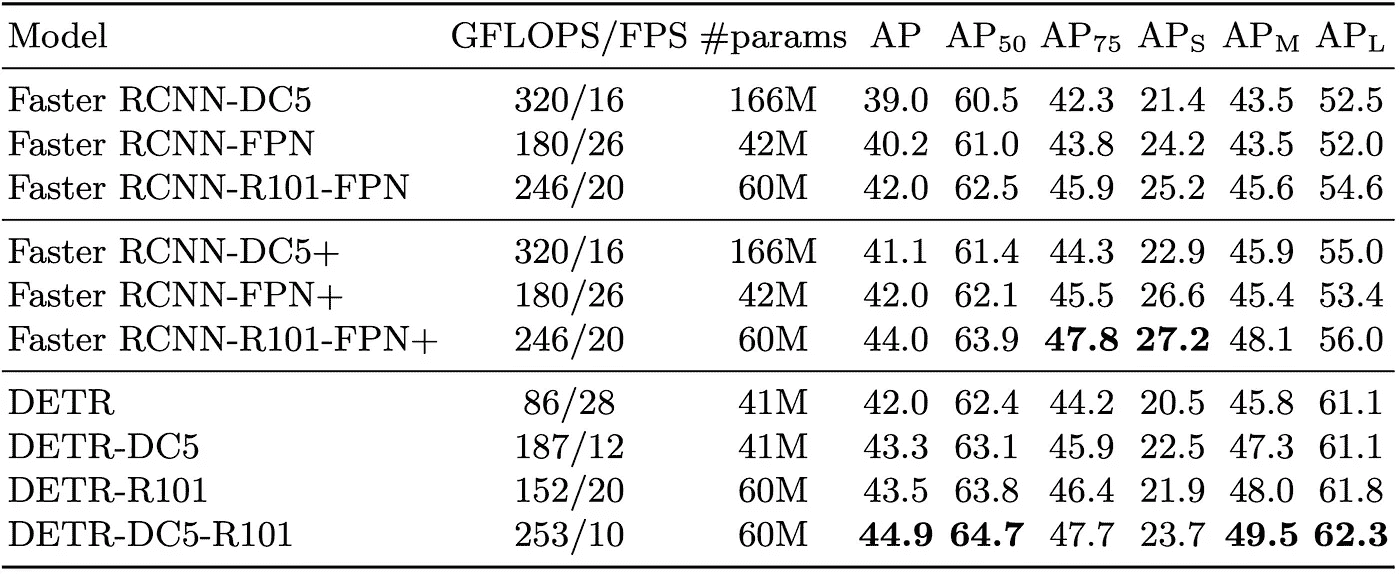 Model GFLOPS/FPS #params AP AP50 AP75 APS APM APL
Faster RCNN-DC5 320/16 166M 39.0 60.5 42.3 21.4 43.5 52.5
Faster RCNN-FPN 180/26 42M 40.2 61.0 43.8 24.2 43.5 52.0
Faster RCNN-R101-FPN 246/20 60M 42.0 62.5 45.9 25.2 45.6 54.6
Faster RCNN-DC5+ 320/16 166M 41.1 61.4 44.3 22.9 45.9 55.0
Faster RCNN-FPN+ 180/26 42M 42.0 62.1 45.5 26.6 45.4 53.4
Faster RCNN-R101-FPN+ 246/20 60M 44.0 63.9 47.8 27.2 48.1 56.0
DETR 86/28 41M 42.0 62.4 44.2 20.5 45.8 61.1
DETR-DC5 187/12 41M 43.3 63.1 45.9 22.5 47.3 61.1
DETR-R101 152/20 60M 43.5 63.8 46.4 21.9 48.0 61.8
DETR-DC5-R101 253/10 60M 44.9 64.7 47.7 23.7 49.5 62.3